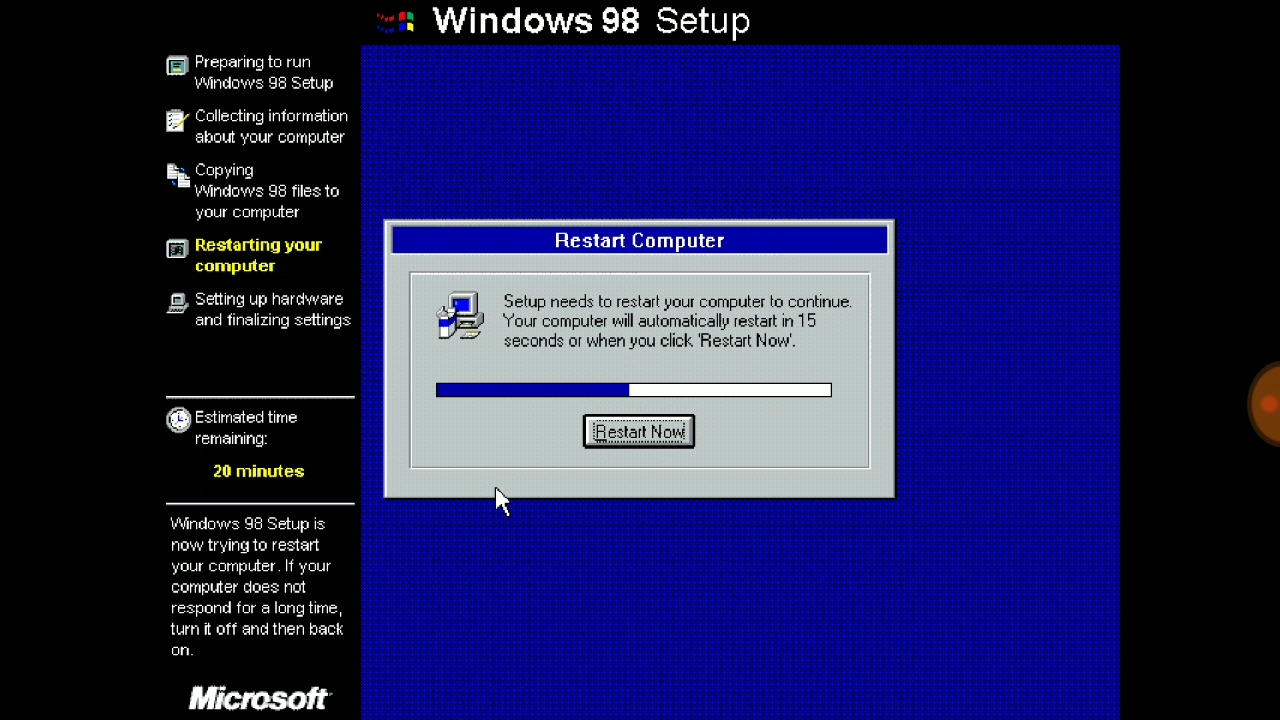 Windows 98 Setup
Preparing to run
Windows 98 Setup
Collecting information
about your computer
Copying
Windows 98 files to
your computer
Restarting your
computer
Setting up hardware
and finalizing settings
Estimated time
remaining:
20 minutes
Windows 98 Setup is
now trying to restart
your computer. If your
computer does not
respond for a long time,
turn it off and then back
on.
Microsoft
Restart Computer
Setup needs to restart your computer to continue.
Your computer will automatically restart in 15
seconds or when you click 'Restart Now'.
Restart Now